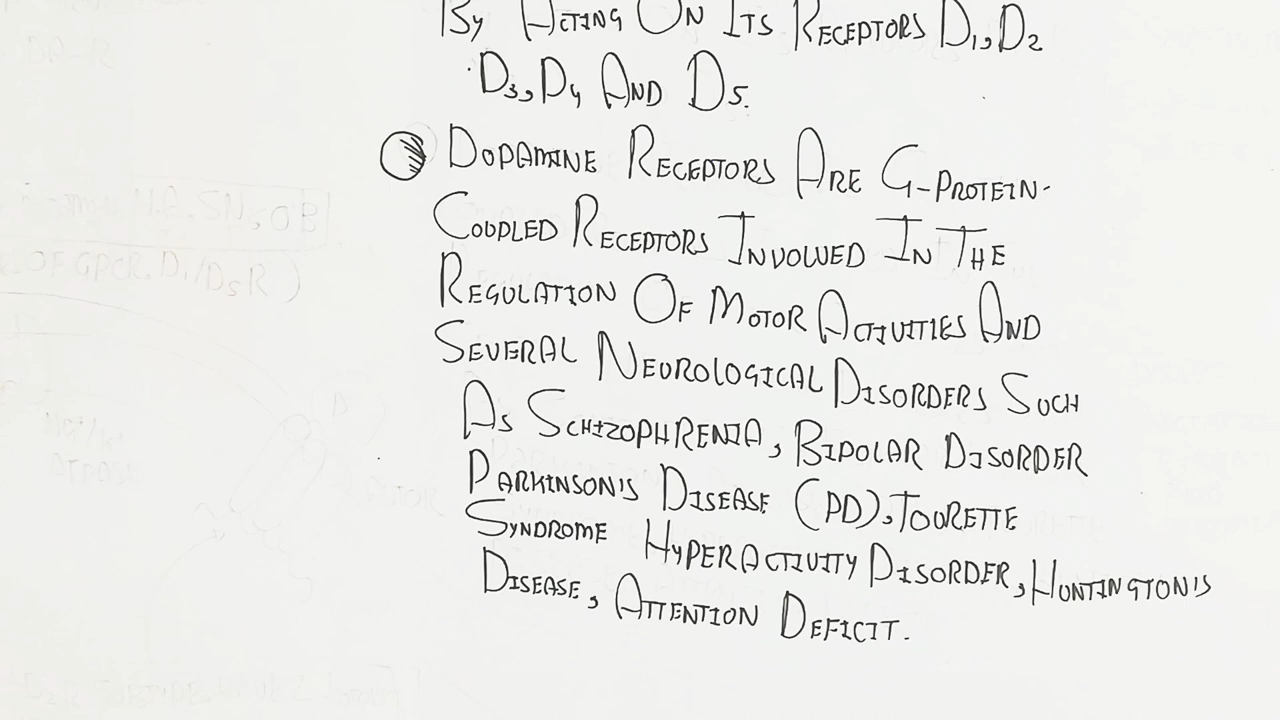 By Acting On Its Receptors D1, D2
D3, D4 And D5.
Dopamine Receptors Are G-Protein-
Coupled Receptors Involved In The
Regulation Of Motor Activities And
Several Neurological Disorders Such
As Schizophrenia, Bipolar Disorder
Parkinson's Disease (PD), Tourette
Syndrome Hyperactivity Disorder, Huntington's
Disease, Attention Deficit.